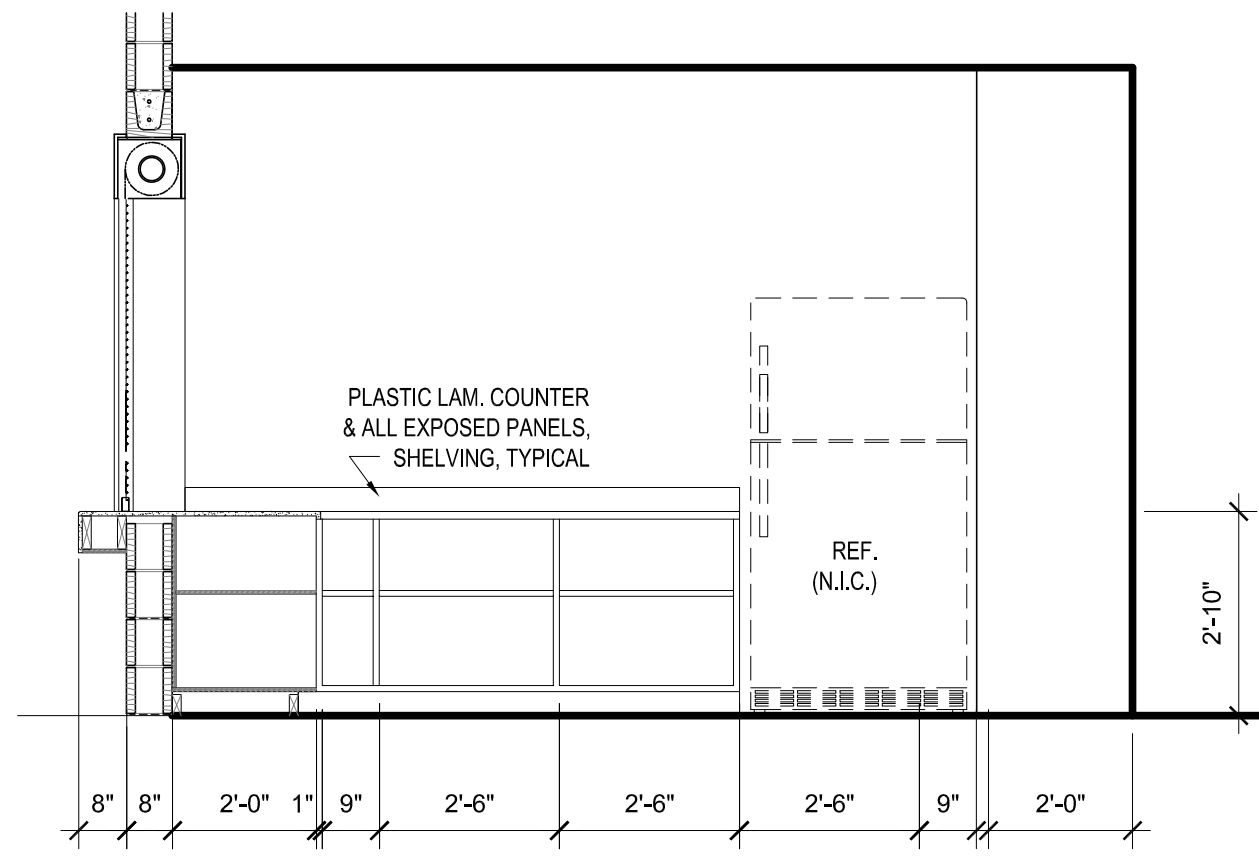 PLASTIC LAM. COUNTER
& ALL EXPOSED PANELS,
SHELVING, TYPICAL
REF.
(N.I.C.)
2'-10"
8" 8" 2'-0" 1" 9" 2'-6" 2'-6" 2'-6" 9" 2'-0"